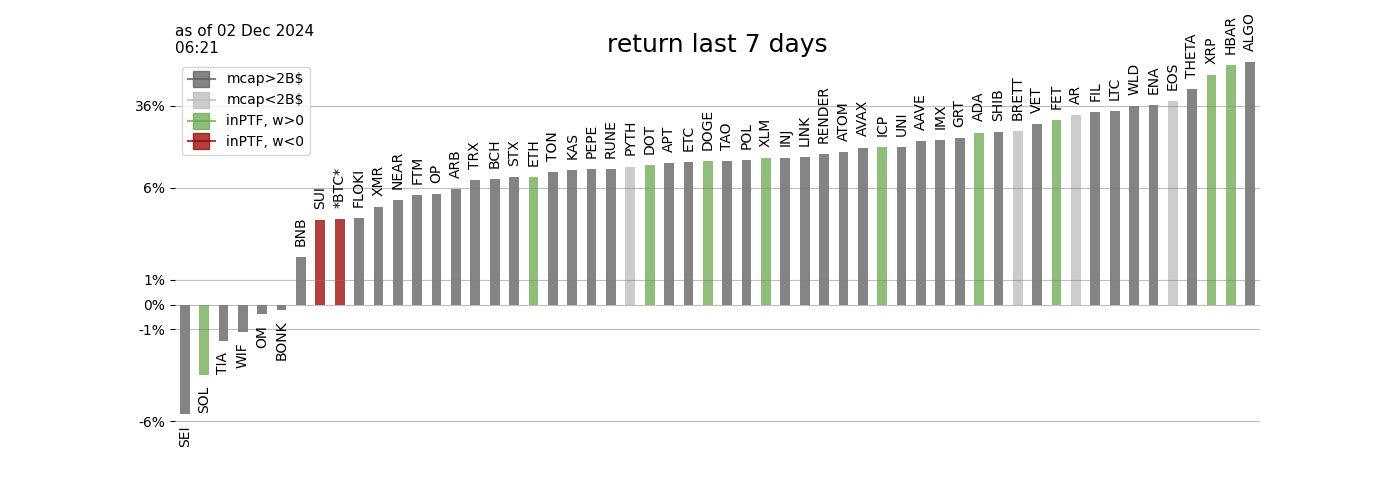 as of 02 Dec 2024
06:21
return last 7 days
mcap>2B$
mcap<2B$
inPTF, w>0
inPTF, w<0
36%
6%
1%
0%
-1%
-6%
SEI
SOL
TIA
WIF
OM
BONK
BNB
SUI
*BTC*
FLOKI
XMR
NEAR
FTM
OP
ARB
TRX
BCH
STX
ETH
TON
KAS
PEPE
RUNE
PYTH
DOT
APT
ETC
DOGE
TAO
POL
XLM
INJ
LINK
RENDER
ATOM
AVAX
ICP
UNI
AAVE
IMX
GRT
ADA
SHIB
BRETT
VET
FET
AR
FIL
LTC
WLD
ENA
EOS
THETA
XRP
HBAR
ALGO